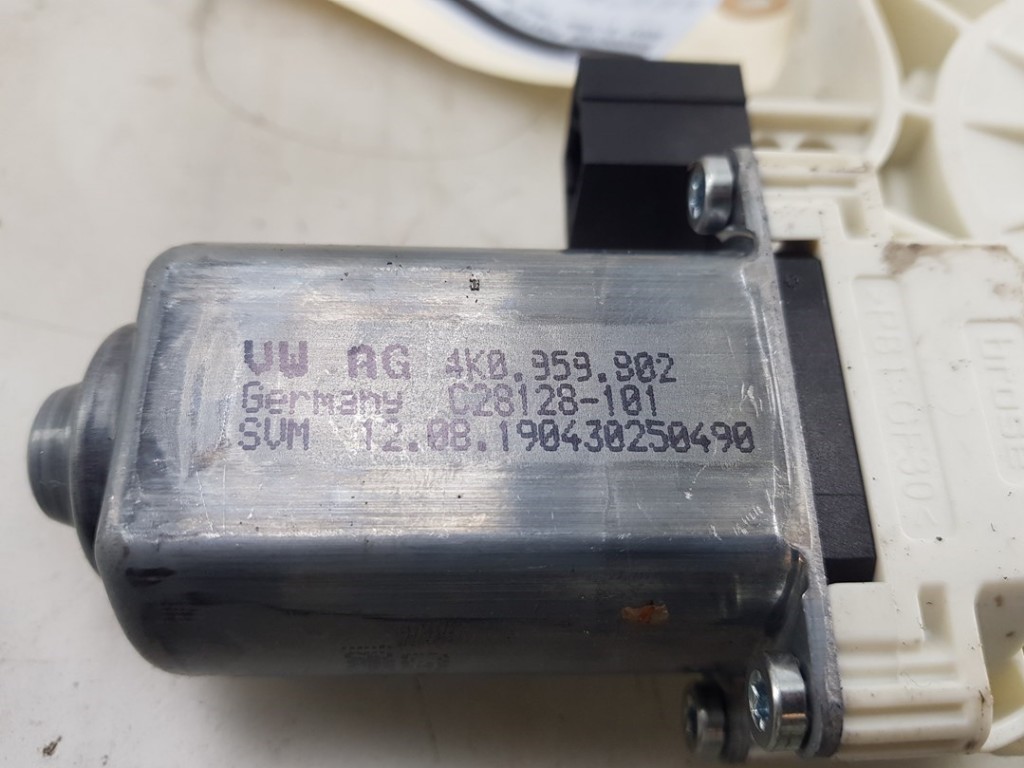 VW AG 4K0.959.802
Germany C28128-101
SVM 12.08.190430250490